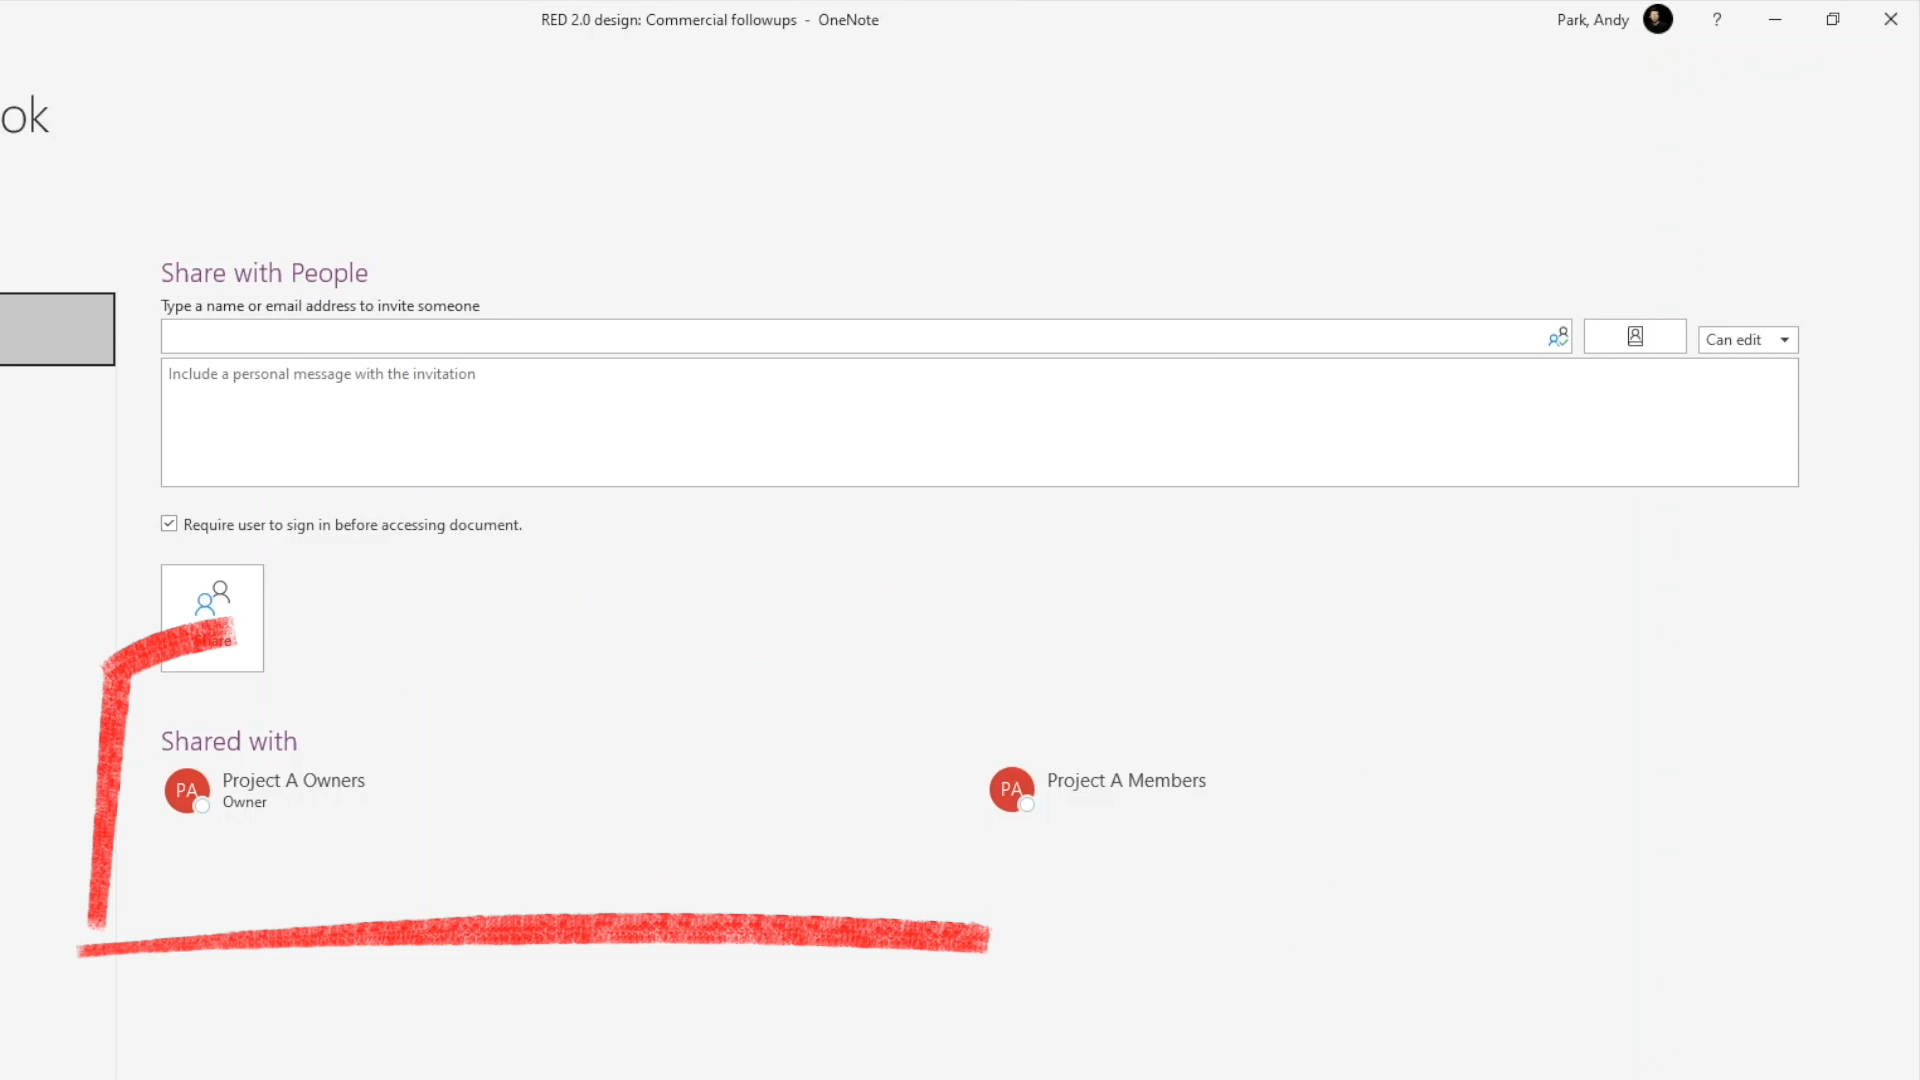 RED 2.0 design: Commercial followups - OneNote
Park, Andy
?
ok
Share with People
Type a name or email address to invite someone
Can edit
Include a personal message with the invitation
Require user to sign in before accessing document.
Share
Shared with
PA
Project A Owners
Owner
PA
Project A Members